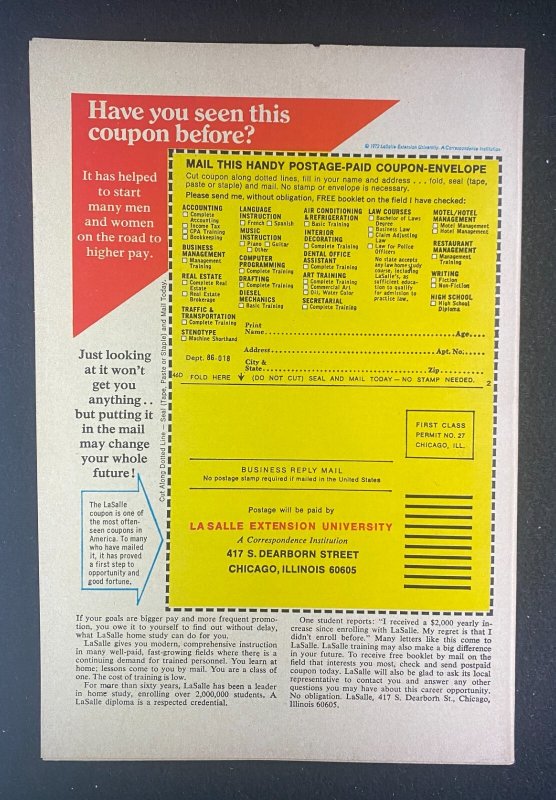 Have you seen this
coupon before?
© 1973 LaSalle Extension University. A Correspondence Institution
It has helped
to start
many men
and women
on the road to
higher pay.
Just looking
at it won't
get you
anything . .
but putting it
in the mail
may change
your whole
future!
The LaSalle
coupon is one of
the most often-
seen coupons in
America. To many
who have mailed
it, it has proved
a first step to
opportunity and
good fortune.
Cut Along Dotted Line — Seal (Tape, Paste or Staple) and Mail Today.
MAIL THIS HANDY POSTAGE-PAID COUPON-ENVELOPE
Cut coupon along dotted lines, fill in your name and address . . . fold, seal (tape,
paste or staple) and mail. No stamp or envelope is necessary.
Please send me, without obligation, FREE booklet on the field I have checked:
ACCOUNTING
Complete
Accounting
Income Tax
CPA Training
Bookkeeping
BUSINESS
MANAGEMENT
Management
Training
REAL ESTATE
Complete Real
Estate
Real Estate
Brokerage
TRAFFIC &
TRANSPORTATION
Complete Training
STENOTYPE
Machine Shorthand
LANGUAGE
INSTRUCTION
French Spanish
MUSIC
INSTRUCTION
Piano Guitar
Other
COMPUTER
PROGRAMMING
Complete Training
DRAFTING
Complete Training
DIESEL
MECHANICS
Basic Training
AIR CONDITIONING
& REFRIGERATION
Basic Training
INTERIOR
DECORATING
Complete Training
DENTAL OFFICE
ASSISTANT
Complete Training
ART TRAINING
Complete Training
Commercial Art
Oil, Water Color
SECRETARIAL
Complete Training
LAW COURSES
Bachelor of Laws
Degree
Business Law
Claim Adjusting
Law
Law for Police
Officers
No state accepts
any law home study
course, including
LaSalle's, as
sufficient educa-
tion to qualify
for admission to
practice law.
MOTEL/HOTEL
MANAGEMENT
Motel Management
Hotel Management
RESTAURANT
MANAGEMENT
Management
Training
WRITING
Fiction
Non-Fiction
HIGH SCHOOL
High School
Diploma
Print
Name Age
Address Apt. No.
Dept. 86-018
City &
State Zip
46D FOLD HERE (DO NOT CUT) SEAL AND MAIL TODAY—NO STAMP NEEDED. 2
FIRST CLASS
PERMIT NO. 27
CHICAGO, ILL.
BUSINESS REPLY MAIL
No postage stamp required if mailed in the United States
Postage will be paid by
LA SALLE EXTENSION UNIVERSITY
A Correspondence Institution
417 S. DEARBORN STREET
CHICAGO, ILLINOIS 60605
If your goals are bigger pay and more frequent promo-
tion, you owe it to yourself to find out without delay,
what LaSalle home study can do for you.
LaSalle gives you modern, comprehensive instruction
in many well-paid, fast-growing fields where there is a
continuing demand for trained personnel. You learn at
home; lessons come to you by mail. You are a class of
one. The cost of training is low.
For more than sixty years, LaSalle has been a leader
in home study, enrolling over 2,000,000 students. A
LaSalle diploma is a respected credential.
One student reports: "I received a $2,000 yearly in-
crease since enrolling with LaSalle. My regret is that I
didn't enroll before." Many letters like this come to
LaSalle. LaSalle training may also make a big difference
in your future. To receive free booklet by mail on the
field that interests you most, check and send postpaid
coupon today. LaSalle will also be glad to ask its local
representative to contact you and answer any other
questions you may have about this career opportunity.
No obligation. LaSalle, 417 S. Dearborn St., Chicago,
Illinois 60605.